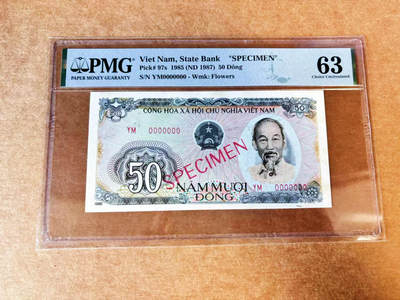 PMG
PAPER MONEY GUARANTY
Viet Nam, State Bank "SPECIMEN"
Pick# 97s 1985 (ND 1987) 50 Dông
S/N YM0000000 - Wmk: Flowers
63
Choice Uncirculated
CỘNG HÒA XÃ HỘI CHỦ NGHĨA VIỆT NAM
50
50
YM 0000000
SPECIMEN
50
NĂM MƯƠI
ĐỒNG
YM 0000000